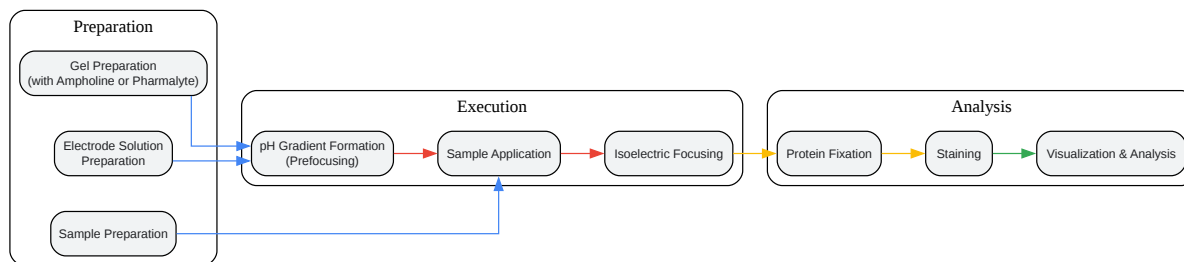 Preparation
Gel Preparation
(with Ampholine or Pharmalyte)
Electrode Solution
Preparation
Sample Preparation
Execution
pH Gradient Formation
(Prefocusing)
Sample Application
Isoelectric Focusing
Analysis
Protein Fixation
Staining
Visualization & Analysis